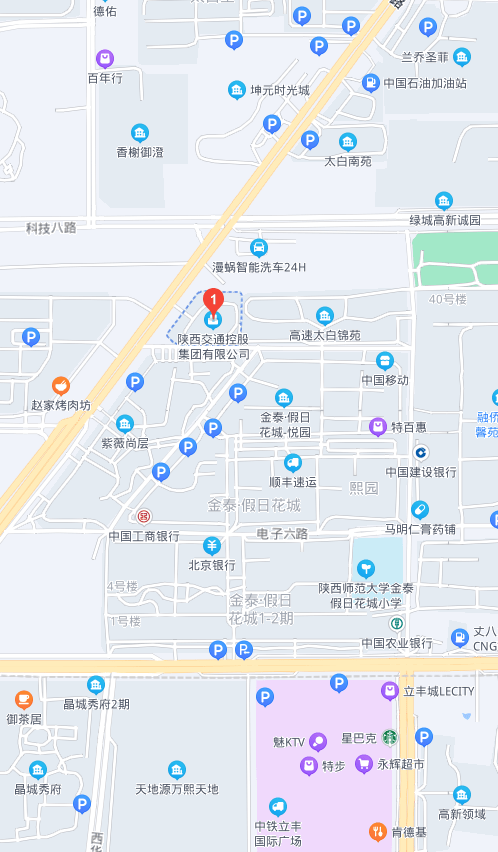 德佑
路
百年行
兰乔圣菲
坤元时光城
中国石油加油站
P
P
P
P
P
P
香榭御澄
太白南苑
绿城高新诚园
科技八路
漫蜗智能洗车24H
1
40号楼
陕西交通控股
集团有限公司
高速太白锦苑
P
中国移动
P
P
赵家烤肉坊
金泰·假日
花城-悦园
融侨
馨苑
紫薇尚层
P
特百惠
P
P
顺丰速运
中国建设银行
熙园
金泰·假日花城
马明仁膏药铺
中国工商银行
电子六路
北京银行
4号楼
陕西师范大学金泰
假日花城小学
金泰·假日
花城1-2期
1号楼
中国农业银行
丈八
CNG
P
P
P
晶城秀府2期
立丰城LECITY
P
御茶居
魅KTV
星巴克
P
特步
永辉超市
晶城秀府
天地源万熙天地
P
高新领域
中铁立丰
国际广场
肯德基
西